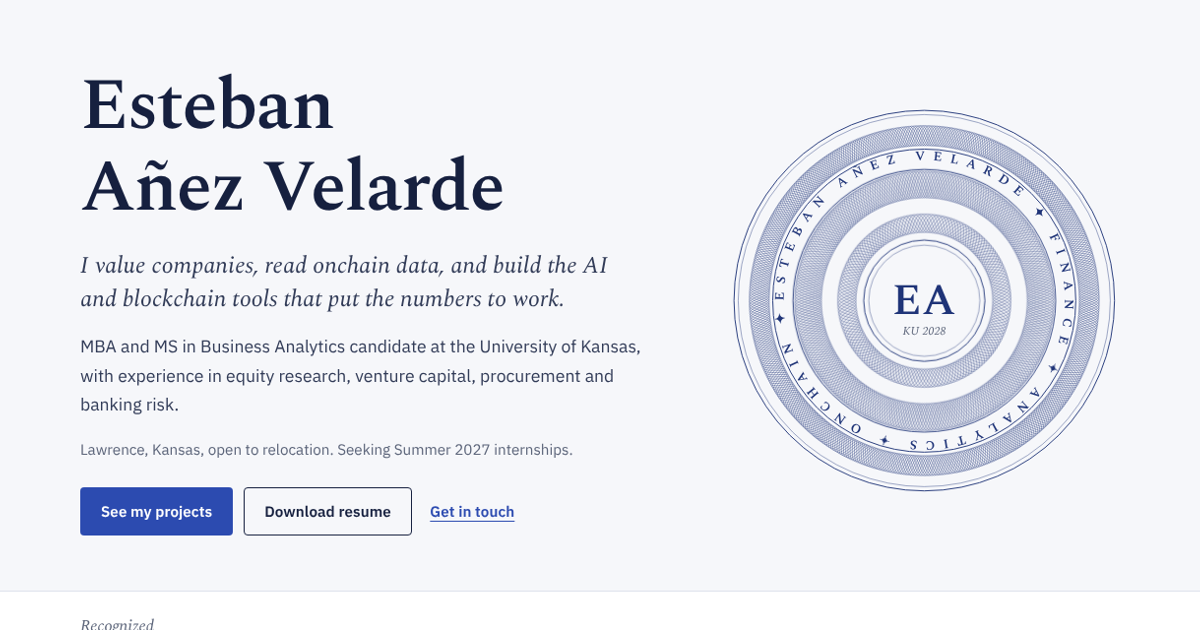 Esteban
Añez Velarde
I value companies, read onchain data, and build the AI
and blockchain tools that put the numbers to work.
MBA and MS in Business Analytics candidate at the University of Kansas,
with experience in equity research, venture capital, procurement and
banking risk.
Lawrence, Kansas, open to relocation. Seeking Summer 2027 internships.
See my projects
Download resume
Get in touch
ESTEBAN AÑEZ VELARDE ✦ FINANCE ✦ ANALYTICS ✦ ONCHAIN ✦
EA
KU 2028
Recognized